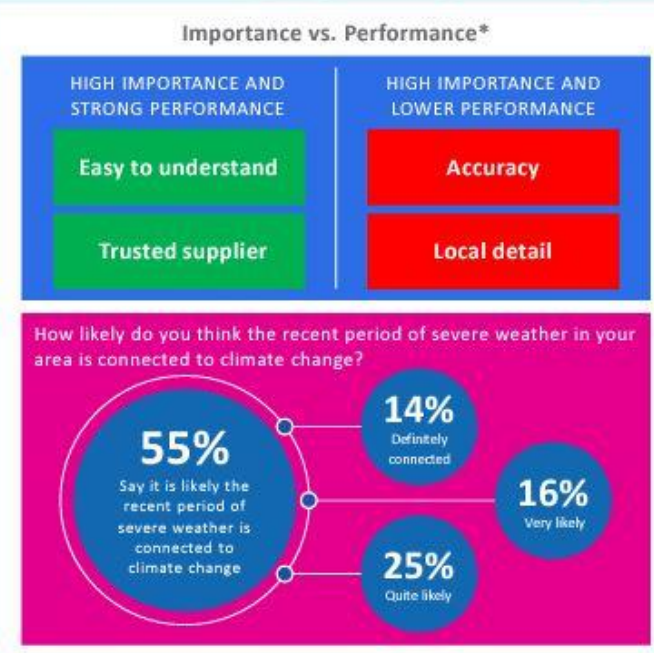 Importance vs. Performance*
HIGH IMPORTANCE AND
STRONG PERFORMANCE
Easy to understand
Trusted supplier
HIGH IMPORTANCE AND
LOWER PERFORMANCE
Accuracy
Local detail
How likely do you think the recent period of severe weather in your
area is connected to climate change?
55%
Say it is likely the
recent period of
severe weather is
connected to
climate change
14%
Definitely
connected
16%
Very likely
25%
Quite likely